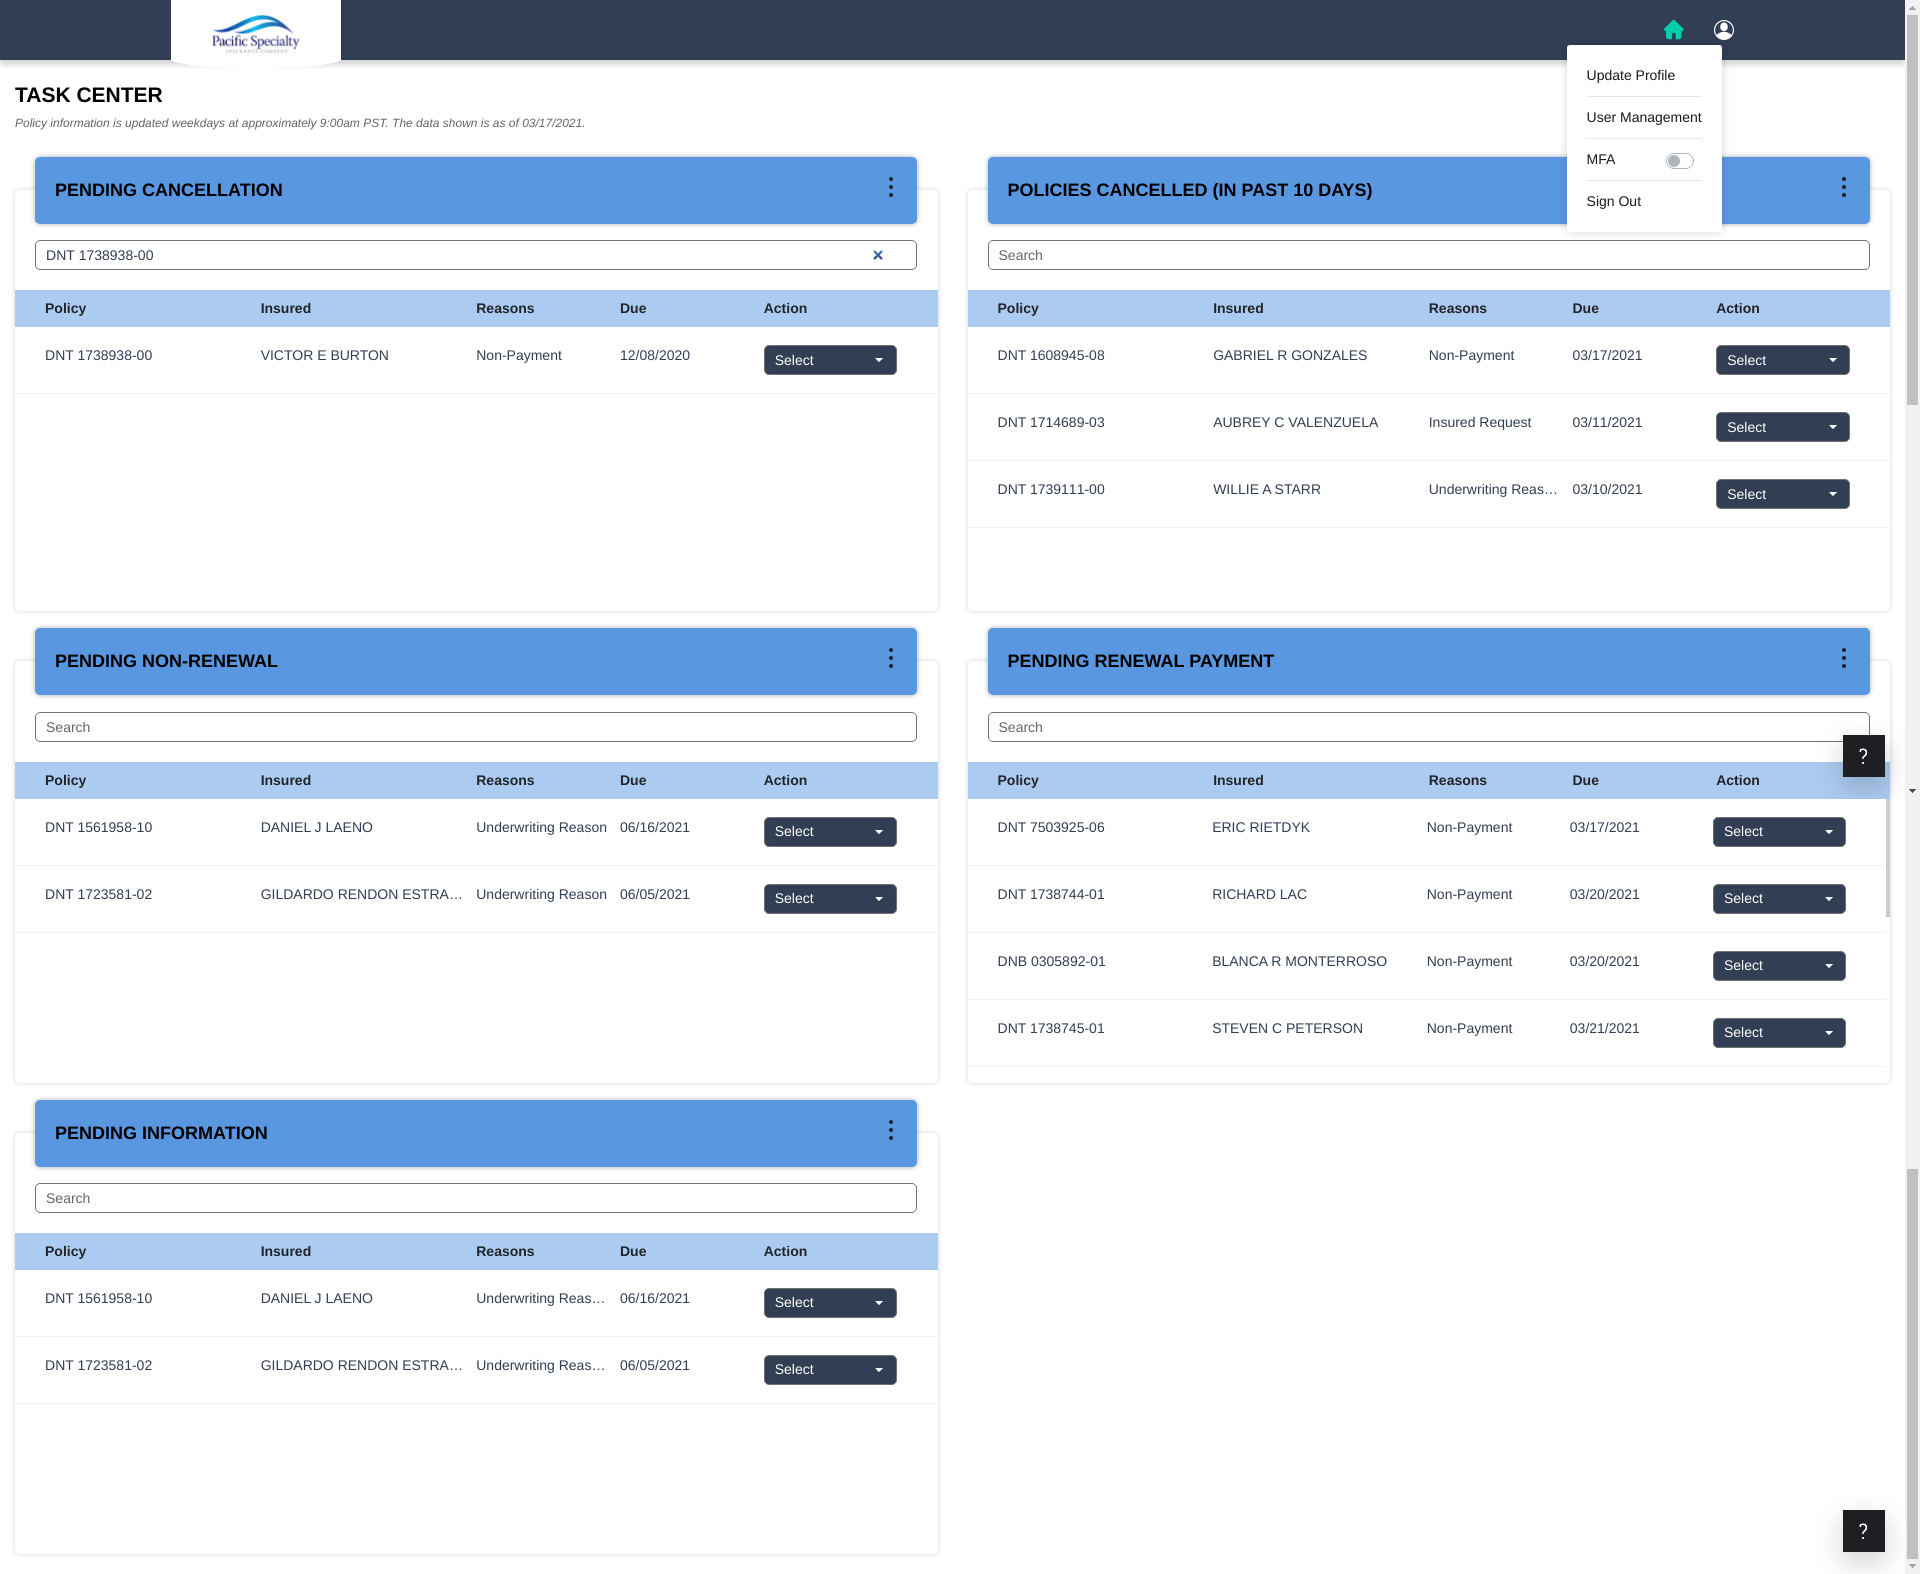 Pacific Specialty
INSURANCE COMPANY
Update Profile
User Management
MFA
Sign Out
TASK CENTER
Policy information is updated weekdays at approximately 9:00am PST. The data shown is as of 03/17/2021.
PENDING CANCELLATION
DNT 1738938-00
Policy Insured Reasons Due Action
DNT 1738938-00 VICTOR E BURTON Non-Payment 12/08/2020 Select
POLICIES CANCELLED (IN PAST 10 DAYS)
Search
Policy Insured Reasons Due Action
DNT 1608945-08 GABRIEL R GONZALES Non-Payment 03/17/2021 Select
DNT 1714689-03 AUBREY C VALENZUELA Insured Request 03/11/2021 Select
DNT 1739111-00 WILLIE A STARR Underwriting Reas… 03/10/2021 Select
PENDING NON-RENEWAL
Search
Policy Insured Reasons Due Action
DNT 1561958-10 DANIEL J LAENO Underwriting Reason 06/16/2021 Select
DNT 1723581-02 GILDARDO RENDON ESTRA… Underwriting Reason 06/05/2021 Select
PENDING RENEWAL PAYMENT
Search
?
Policy Insured Reasons Due Action
DNT 7503925-06 ERIC RIETDYK Non-Payment 03/17/2021 Select
DNT 1738744-01 RICHARD LAC Non-Payment 03/20/2021 Select
DNB 0305892-01 BLANCA R MONTERROSO Non-Payment 03/20/2021 Select
DNT 1738745-01 STEVEN C PETERSON Non-Payment 03/21/2021 Select
PENDING INFORMATION
Search
Policy Insured Reasons Due Action
DNT 1561958-10 DANIEL J LAENO Underwriting Reas… 06/16/2021 Select
DNT 1723581-02 GILDARDO RENDON ESTRA… Underwriting Reas… 06/05/2021 Select
?